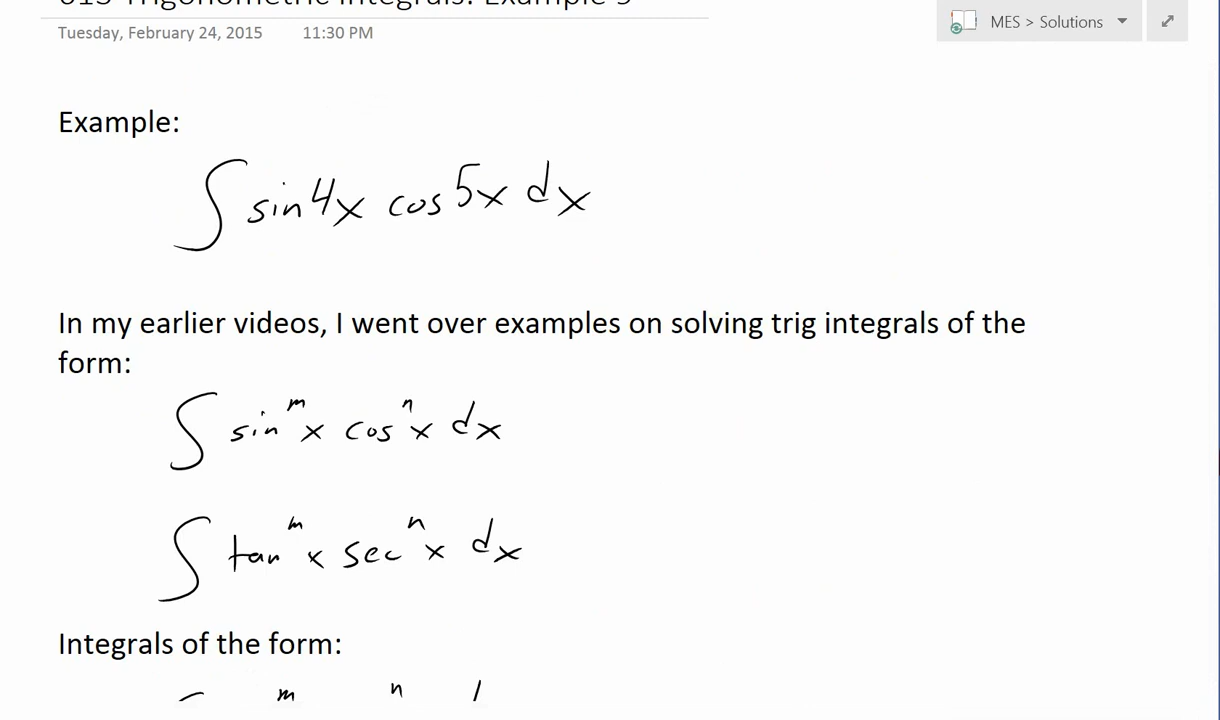 Tuesday, February 24, 2015 11:30 PM
MES > Solutions
Example:
∫ sin 4x cos 5x dx
In my earlier videos, I went over examples on solving trig integrals of the
form:
∫ sin^m x cos^n x dx
∫ tan^m x sec^n x dx
Integrals of the form:
m n